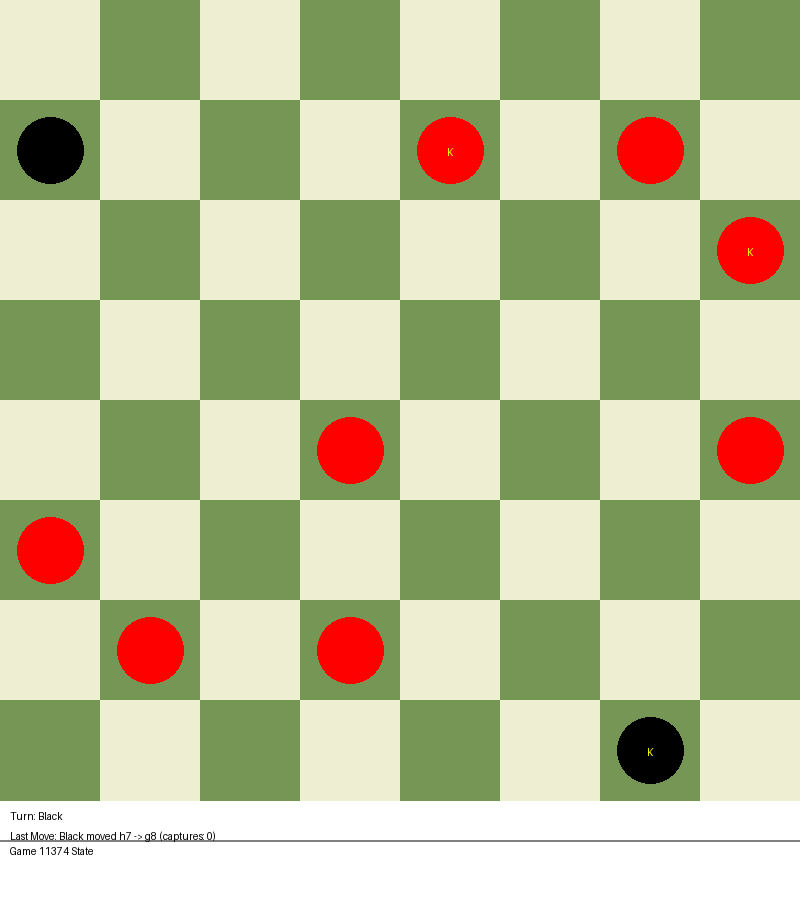 K
K
K
Turn: Black
Last Move: Black moved h7 -> g8 (captures: 0)
Game 11374 State